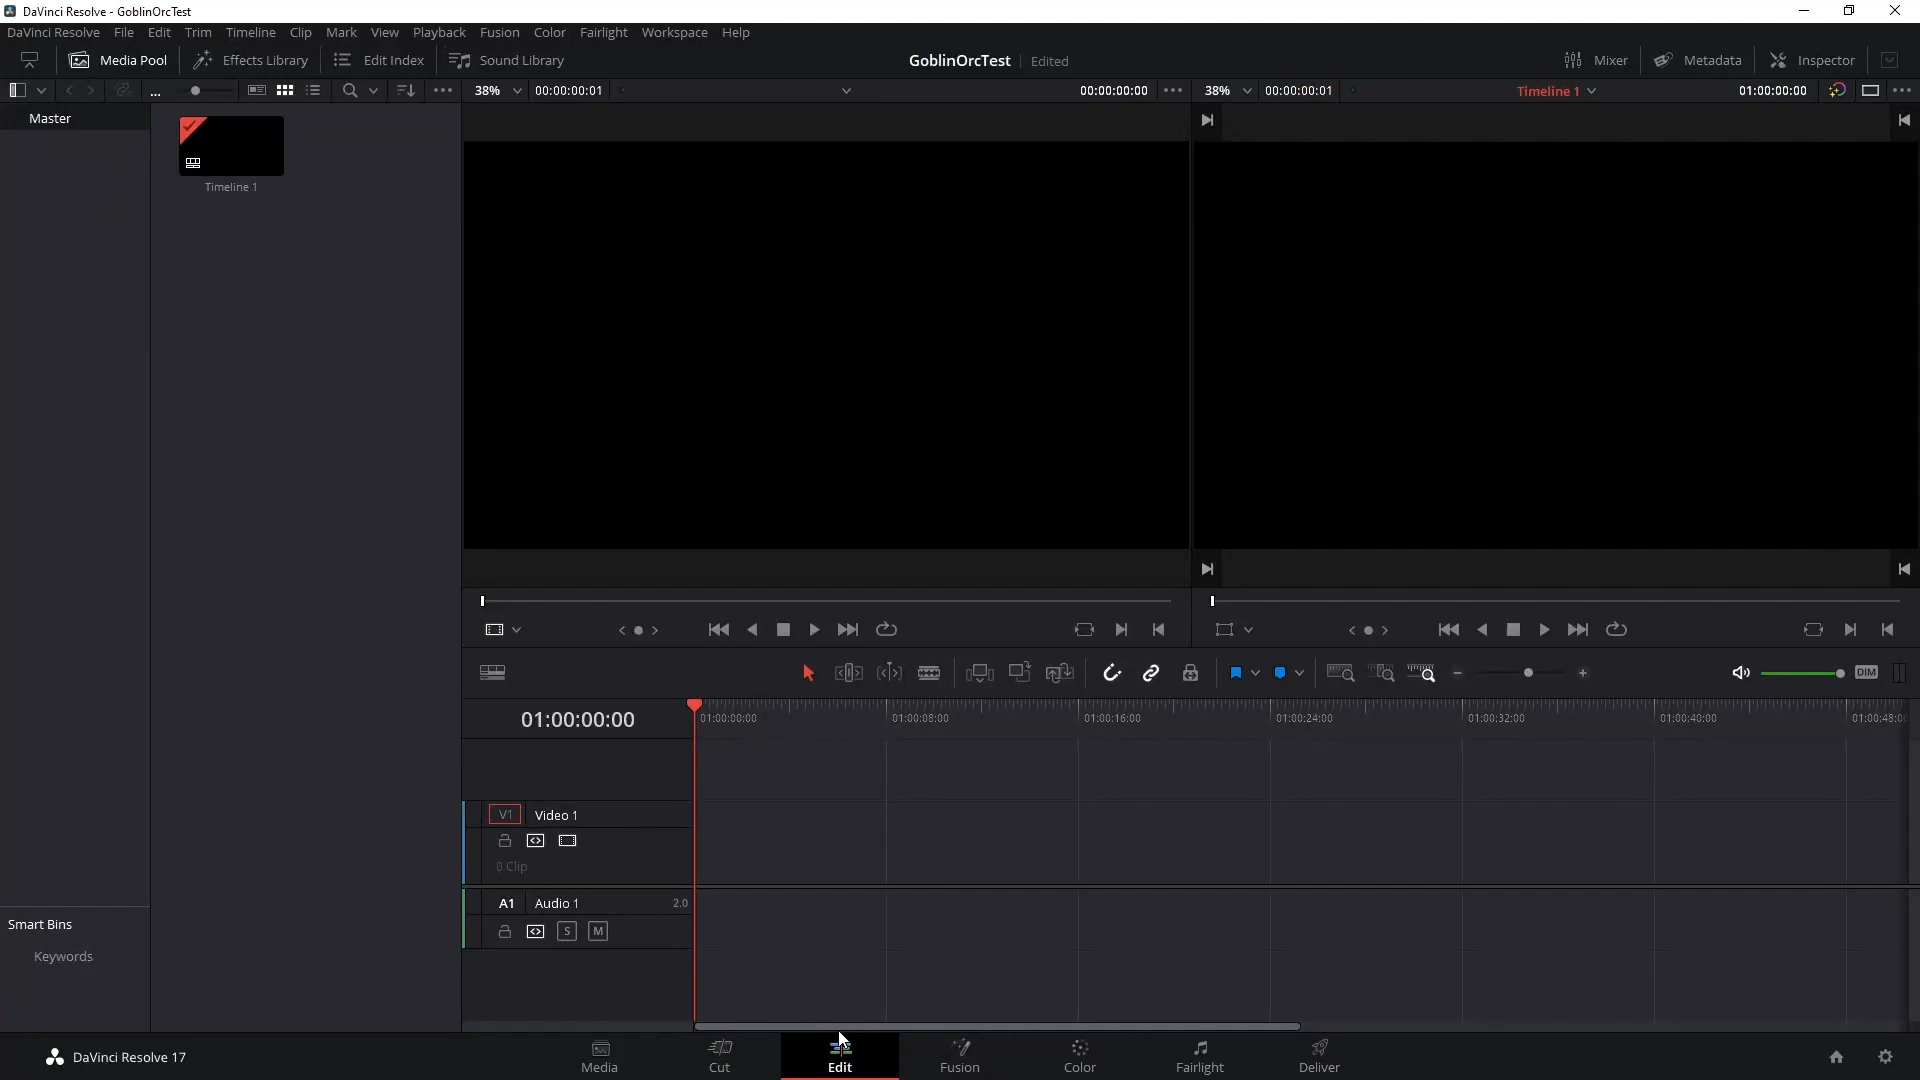 DaVinci Resolve - GoblinOrcTest
DaVinci Resolve File Edit Trim Timeline Clip Mark View Playback Fusion Color Fairlight Workspace Help
Media Pool Effects Library Edit Index Sound Library GoblinOrcTest Edited Mixer Metadata Inspector
38% 00:00:00:01 00:00:00:00 38% 00:00:00:01 Timeline 1 01:00:00:00
Master
Timeline 1
DIM
01:00:00:00 01:00:00:00 01:00:08:00 01:00:16:00 01:00:24:00 01:00:32:00 01:00:40:00 01:00:48:0
V1 Video 1
0 Clip
A1 Audio 1 2.0
S M
Smart Bins
Keywords
DaVinci Resolve 17
Media Cut Edit Fusion Color Fairlight Deliver